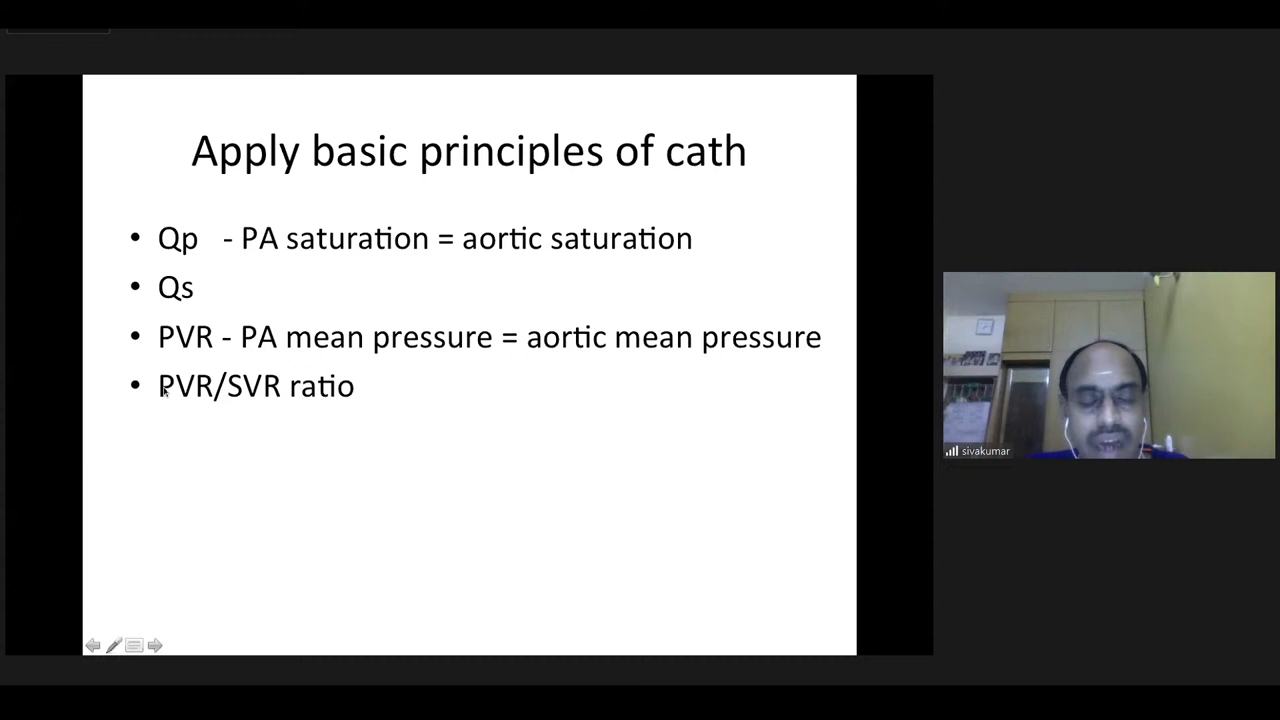 Apply basic principles of cath
• Qp - PA saturation = aortic saturation
• Qs
• PVR - PA mean pressure = aortic mean pressure
• PVR/SVR ratio
sivakumar